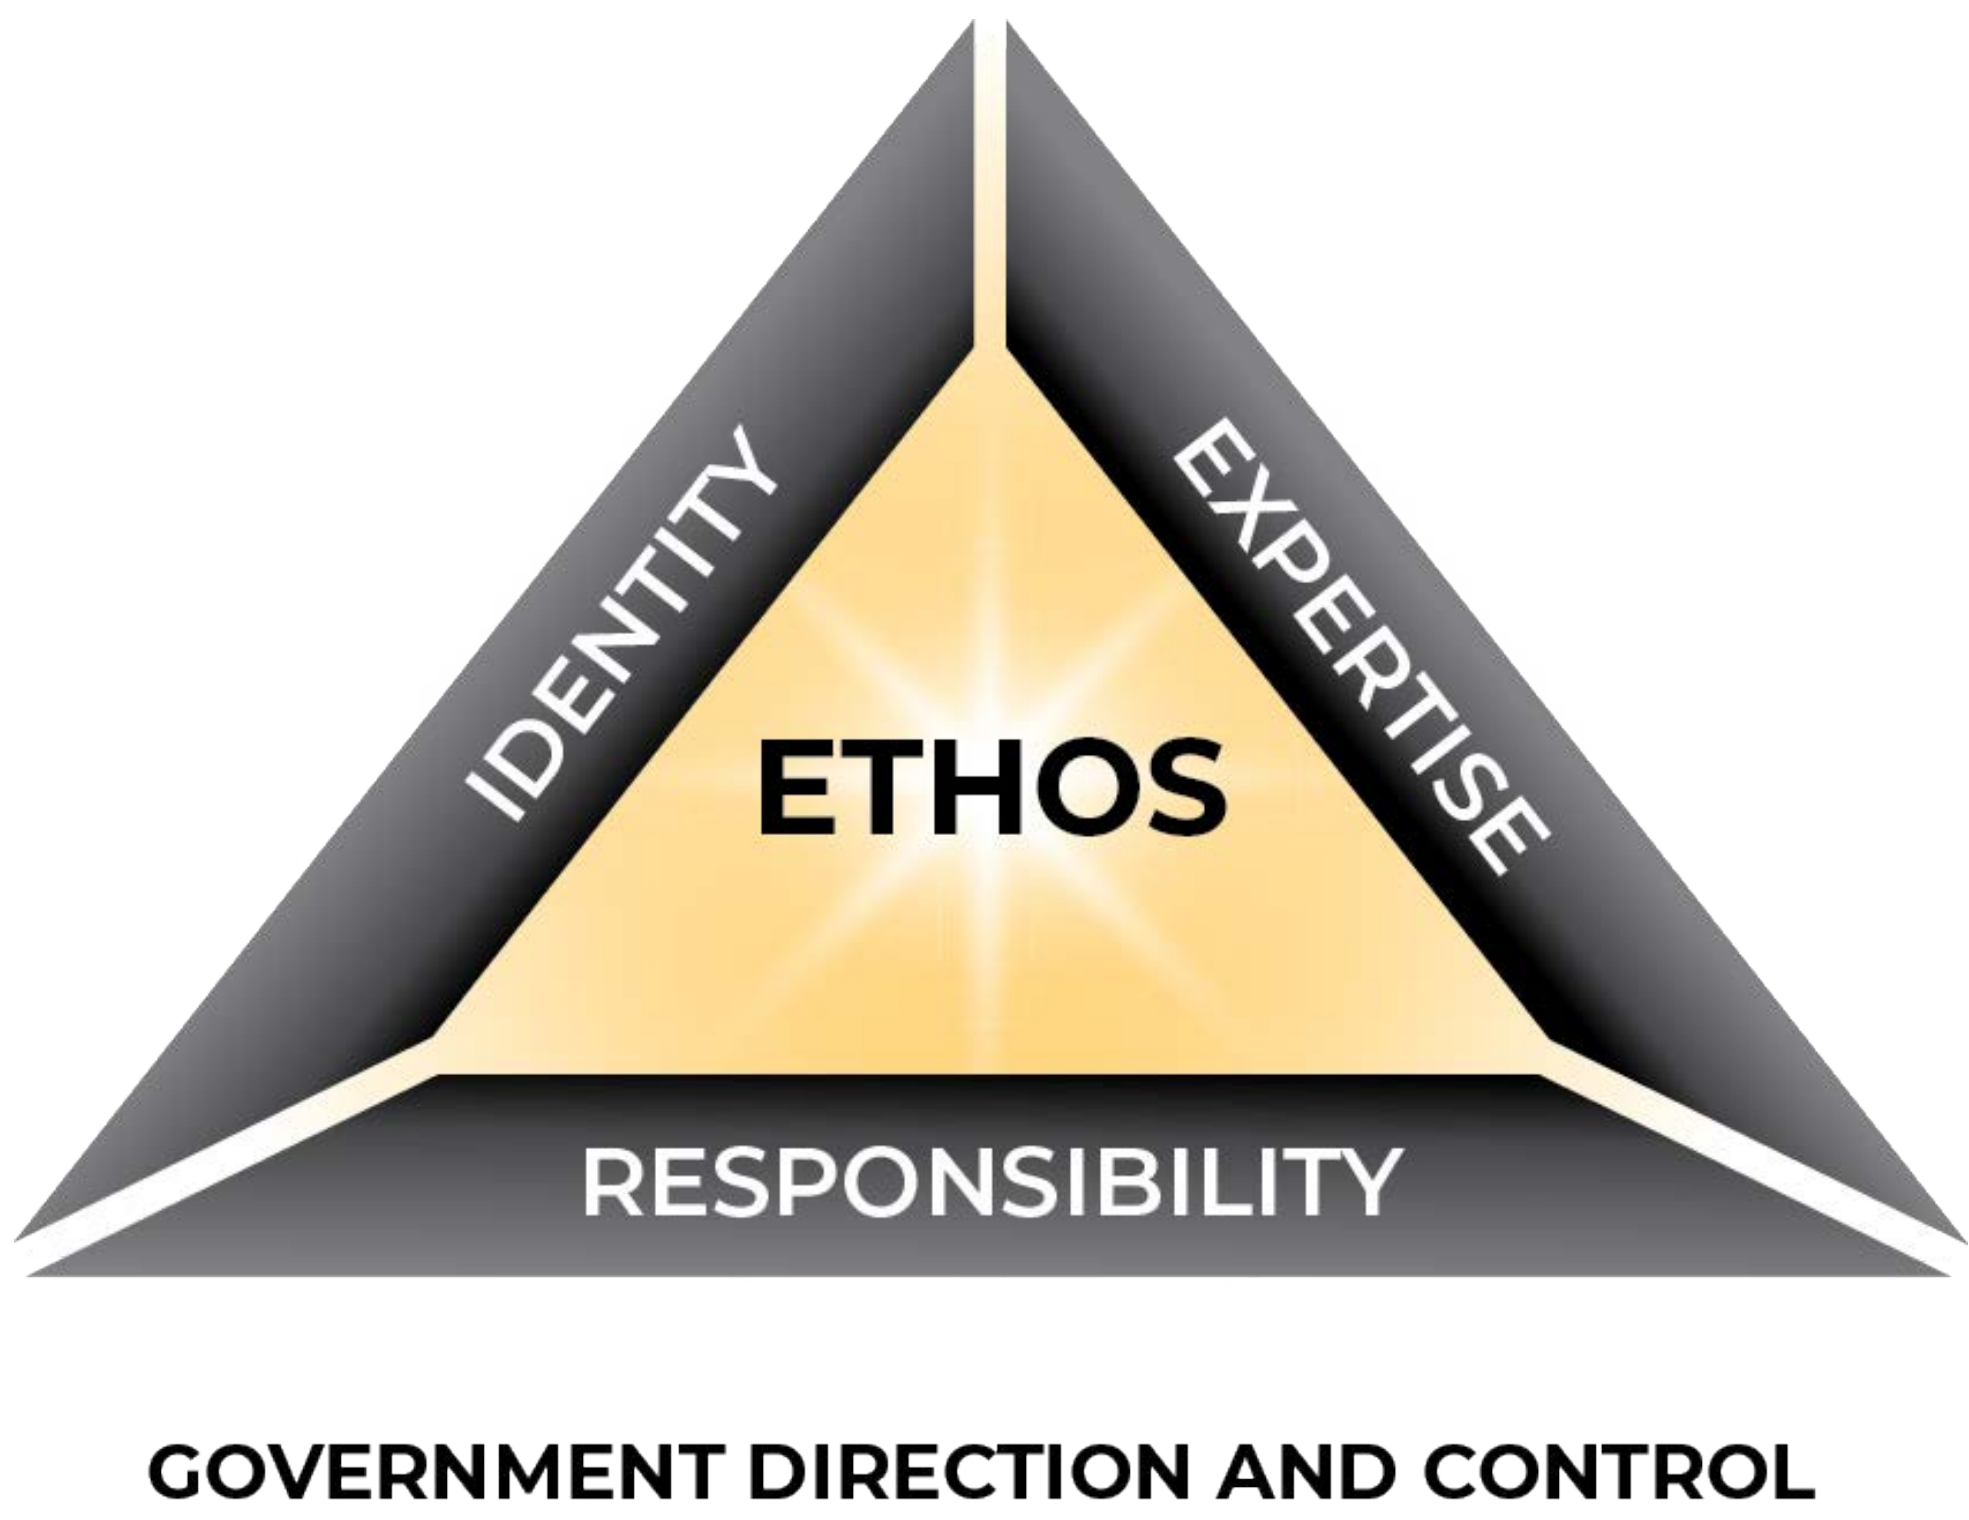 IDENTITY
EXPERTISE
ETHOS
RESPONSIBILITY
GOVERNMENT DIRECTION AND CONTROL